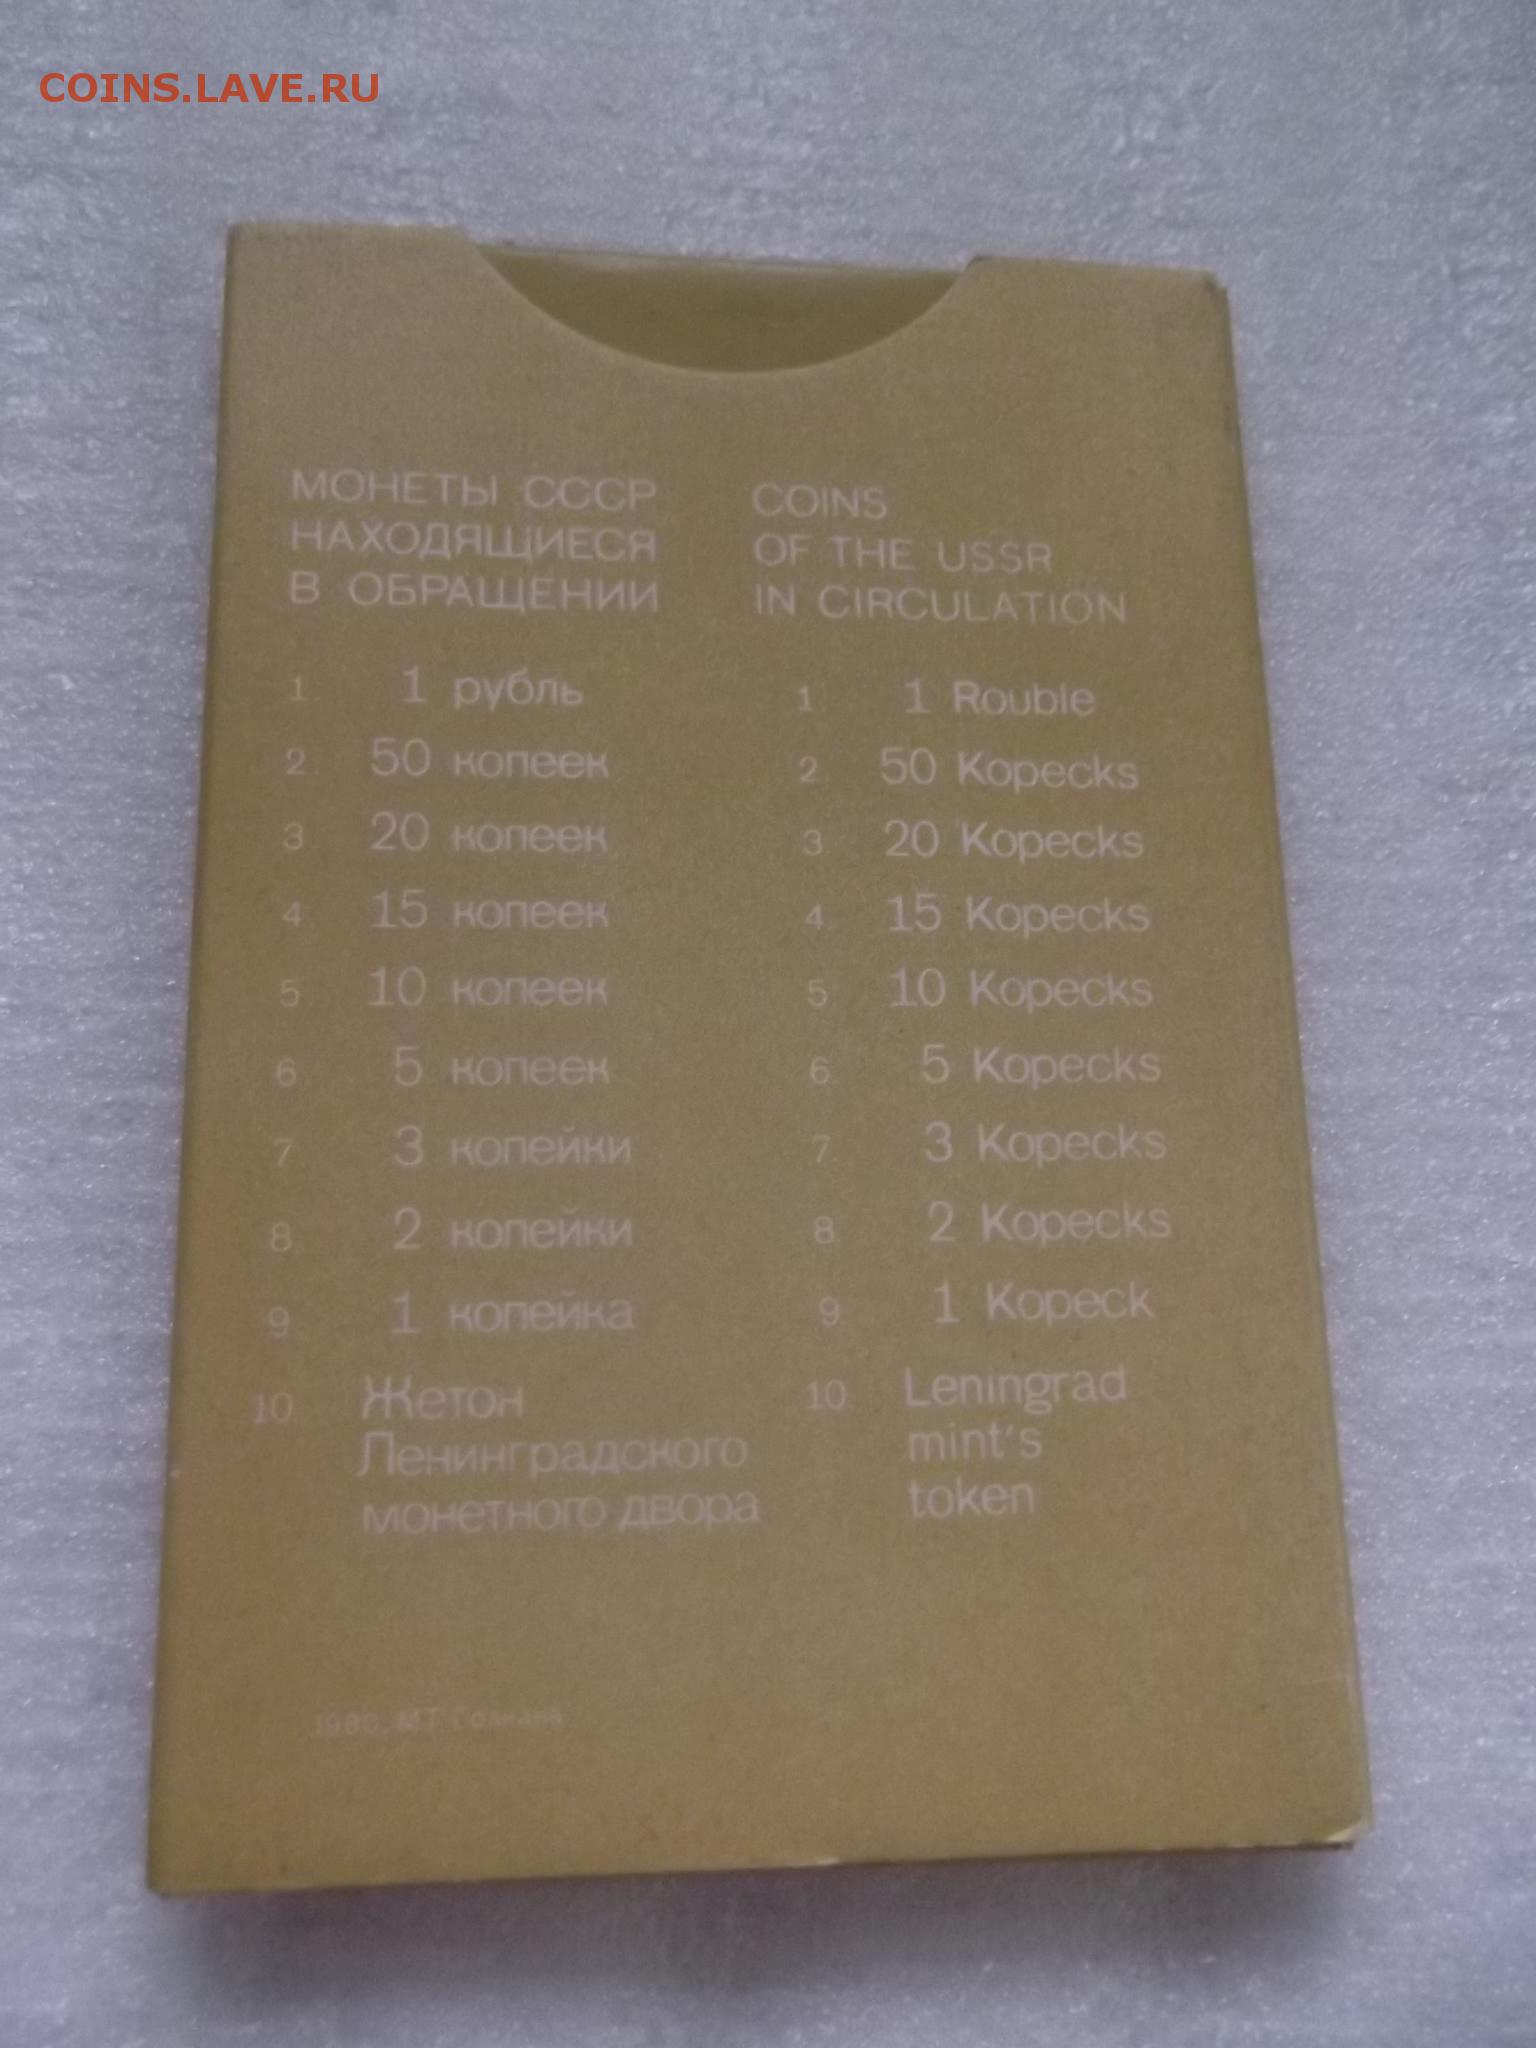 COINS.LAVE.RU
МОНЕТЫ СССР
НАХОДЯЩИЕСЯ
В ОБРАЩЕНИИ
1. 1 рубль
2. 50 копеек
3. 20 копеек
4. 15 копеек
5. 10 копеек
6. 5 копеек
7. 3 копейки
8. 2 копейки
9. 1 копейка
10. Жетон
Ленинградского
монетного двора
COINS
OF THE USSR
IN CIRCULATION
1. 1 Rouble
2. 50 Kopecks
3. 20 Kopecks
4. 15 Kopecks
5. 10 Kopecks
6. 5 Kopecks
7. 3 Kopecks
8. 2 Kopecks
9. 1 Kopeck
10. Leningrad
mint's
token
МТ